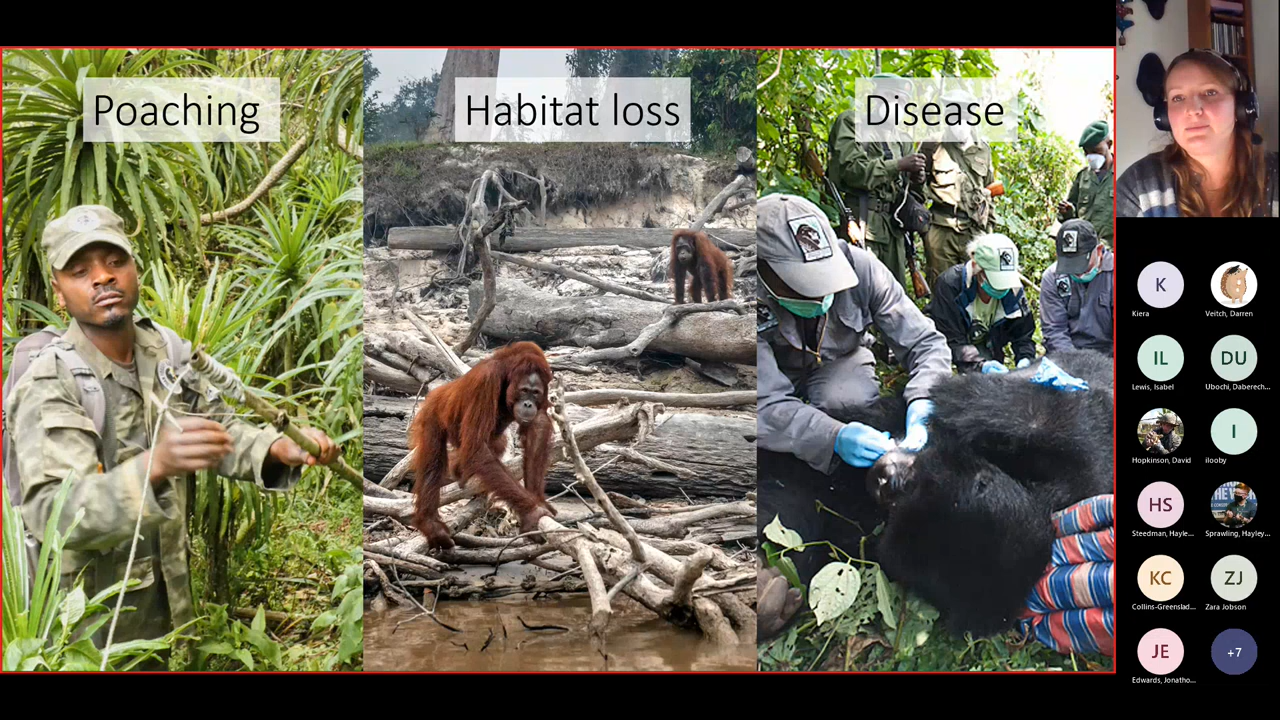 Poaching
Habitat loss
Disease
K
Kiera
Veitch, Darren
IL
Lewis, Isabel
DU
Ubochi, Daberech...
Hopkinson, David
I
ilooby
HS
Steedman, Hayle...
Sprawling, Hayley...
KC
Collins-Greenslad...
ZJ
Zara Jobson
JE
Edwards, Jonatho...
+7